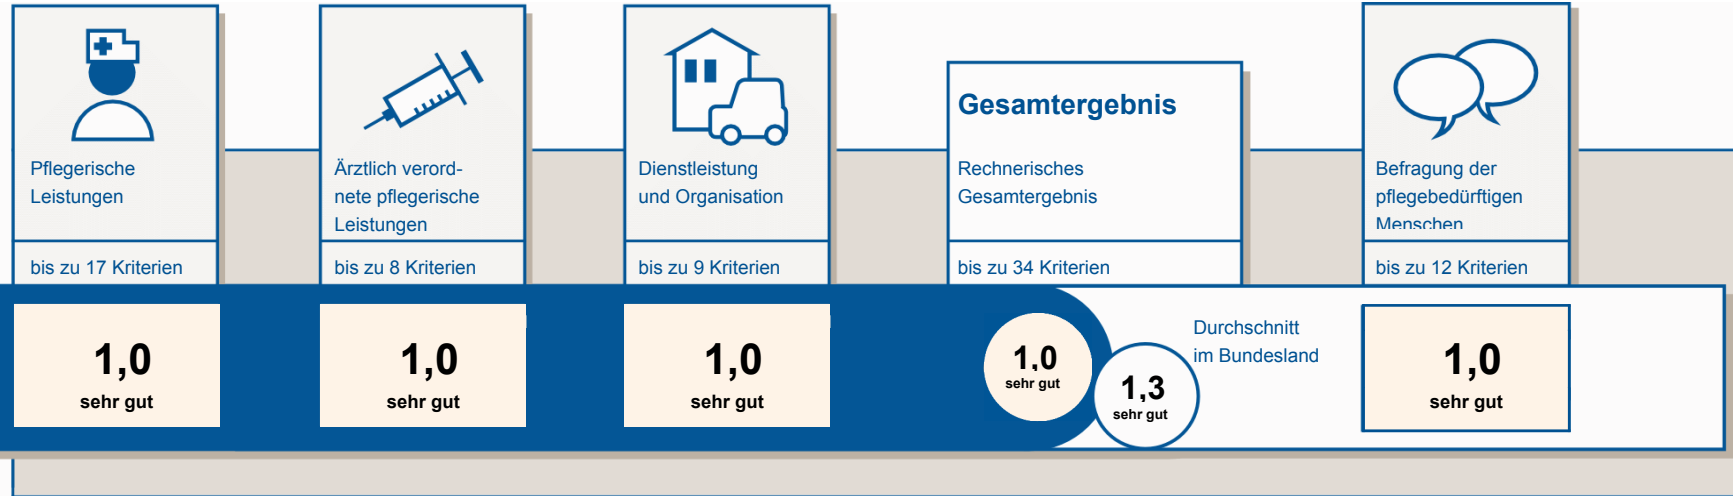 Pflegerische
Leistungen
bis zu 17 Kriterien
1,0
sehr gut
Ärztlich verord-
nete pflegerische
Leistungen
bis zu 8 Kriterien
1,0
sehr gut
Dienstleistung
und Organisation
bis zu 9 Kriterien
1,0
sehr gut
Gesamtergebnis
Rechnerisches
Gesamtergebnis
bis zu 34 Kriterien
1,0
sehr gut
Durchschnitt
im Bundesland
1,3
sehr gut
Befragung der
pflegebedürftigen
Menschen
bis zu 12 Kriterien
1,0
sehr gut